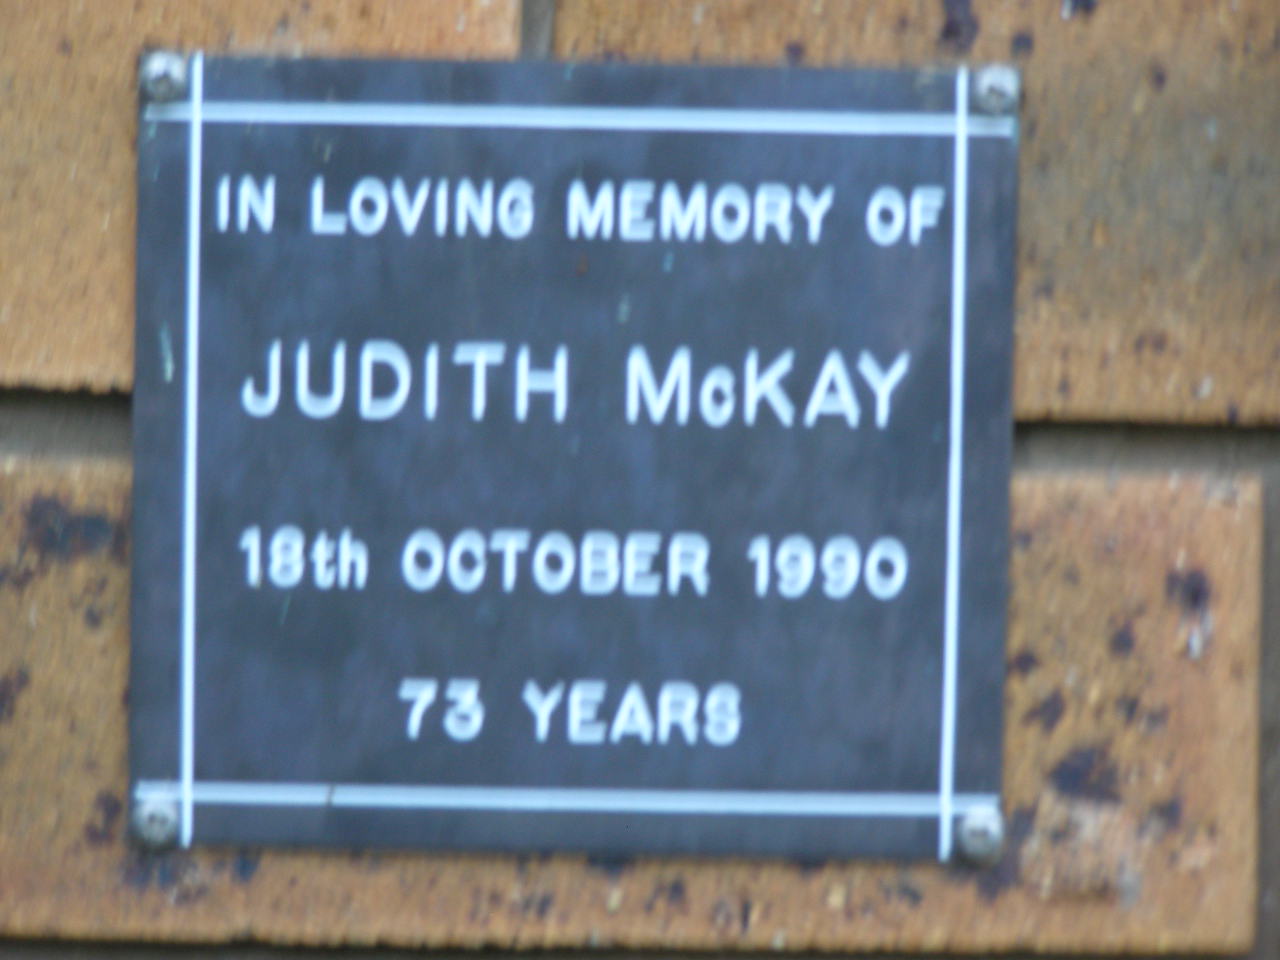 IN LOVING MEMORY OF
JUDITH McKAY
18th OCTOBER 1990
73 YEARS